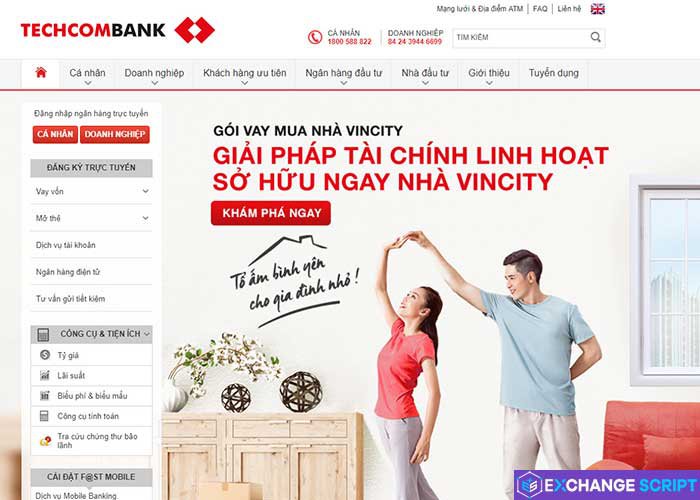 Mạng lưới & Địa điểm ATM FAQ Liên hệ
TECHCOMBANK
CÁ NHÂN
1800 588 822
DOANH NGHIỆP
84 24 3944 6699
TÌM KIẾM
Cá nhân Doanh nghiệp Khách hàng ưu tiên Ngân hàng đầu tư Nhà đầu tư Giới thiệu Tuyển dụng
Đăng nhập ngân hàng trực tuyến
CÁ NHÂN DOANH NGHIỆP
ĐĂNG KÝ TRỰC TUYẾN
Vay vốn
Mở thẻ
Dịch vụ tài khoản
Ngân hàng điện tử
Tư vấn gửi tiết kiệm
CÔNG CỤ & TIỆN ÍCH
Tỷ giá
Lãi suất
Biểu phí & biểu mẫu
Công cụ tính toán
Tra cứu chứng thư bảo
lãnh
CÀI ĐẶT F@ST MOBILE
Dịch vụ Mobile Banking
GÓI VAY MUA NHÀ VINCITY
GIẢI PHÁP TÀI CHÍNH LINH HOẠT
SỞ HỮU NGAY NHÀ VINCITY
KHÁM PHÁ NGAY
Tổ ấm bình yên
cho gia đình nhỏ!
EXCHANGE SCRIPT